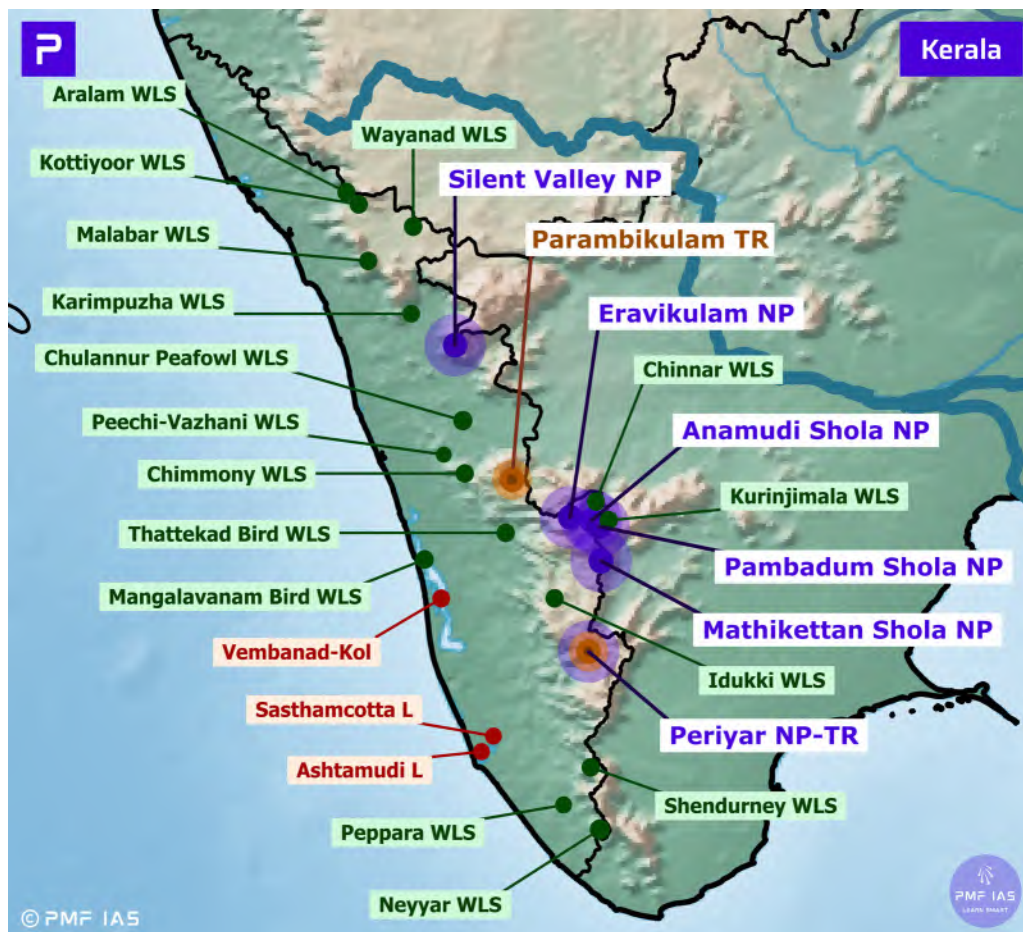 P
Kerala
Aralam WLS
Wayanad WLS
Kottiyoor WLS
Silent Valley NP
Malabar WLS
Parambikulam TR
Karimpuzha WLS
Eravikulam NP
Chulannur Peafowl WLS
Chinnar WLS
Peechi-Vazhani WLS
Anamudi Shola NP
Chimmony WLS
Kurinjimala WLS
Thattekad Bird WLS
Pambadum Shola NP
Mangalavanam Bird WLS
Mathikettan Shola NP
Vembanad-Kol
Idukki WLS
Sasthamcotta L
Periyar NP-TR
Ashtamudi L
Shendurney WLS
Peppara WLS
Neyyar WLS
PMF IAS
LEARN SMART
© PMF IAS